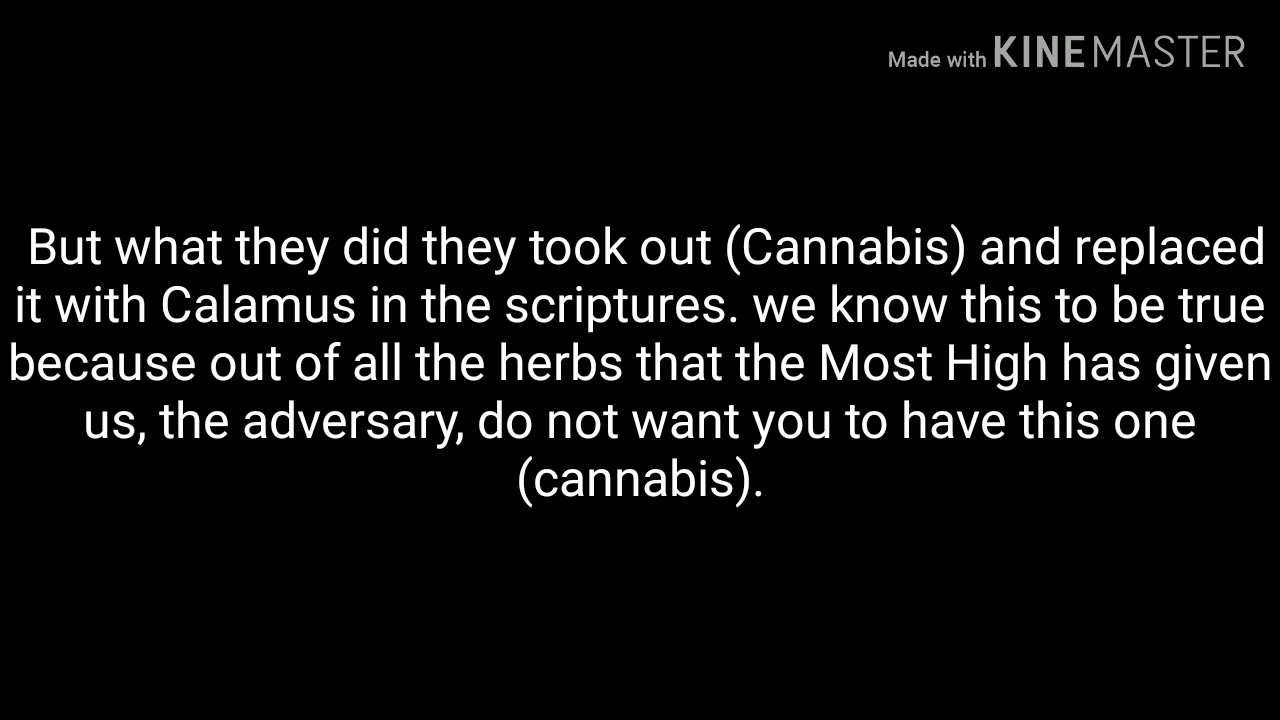 Made with KINEMASTER
But what they did they took out (Cannabis) and replaced
it with Calamus in the scriptures. we know this to be true
because out of all the herbs that the Most High has given
us, the adversary, do not want you to have this one
(cannabis).